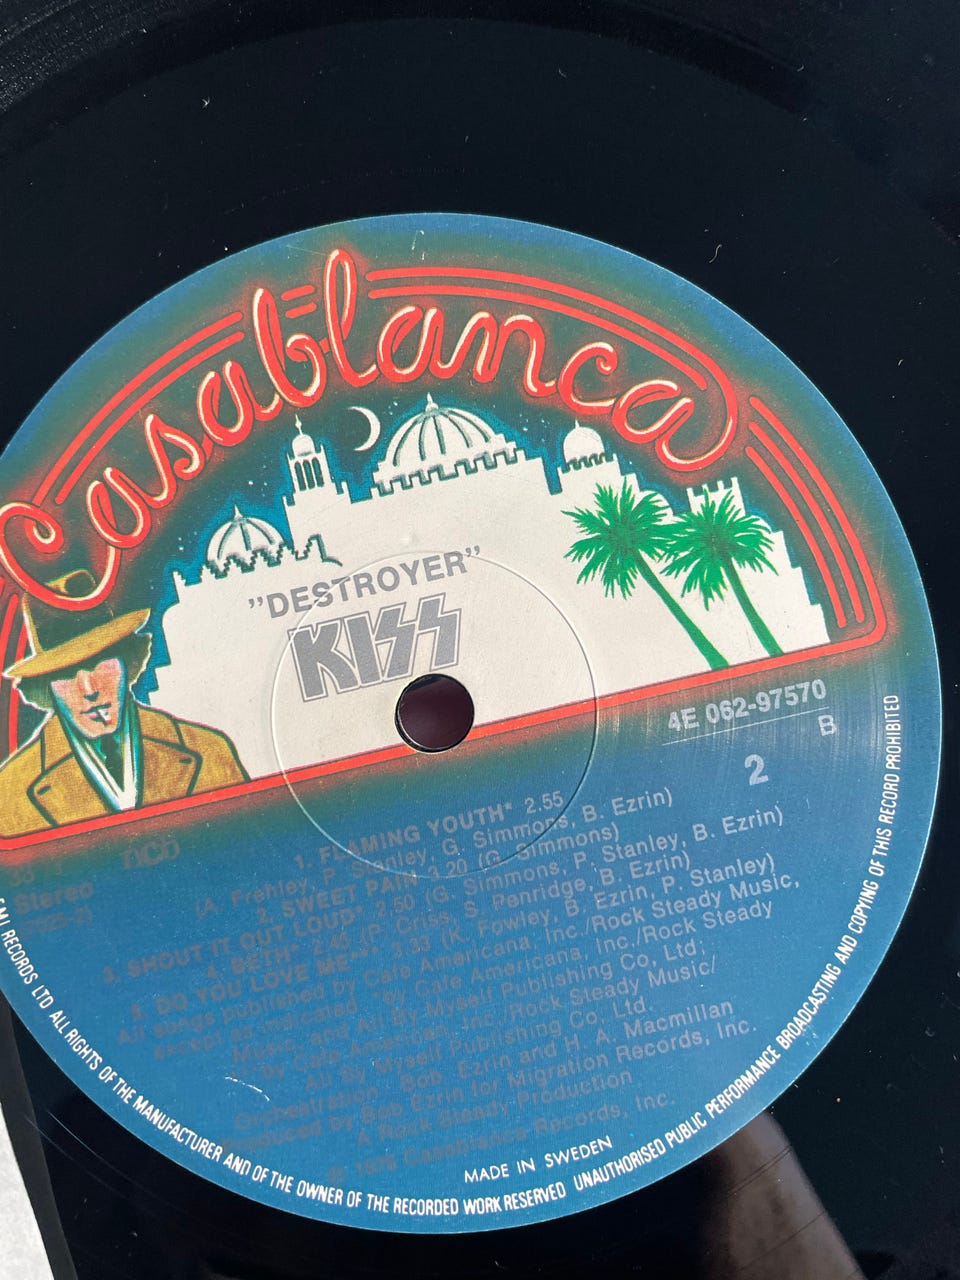 Casablanca
"DESTROYER"
KISS
4E 062-97570
B
2
33
ncb
Stereo
1. FLAMING YOUTH* 2.55
(A. Frehley, P. Stanley, G. Simmons, B. Ezrin)
2. SWEET PAIN 3.20 (G. Simmons)
3. SHOUT IT OUT LOUD* 2.50 (G. Simmons, P. Stanley, B. Ezrin)
4. BETH* 2.45 (P. Criss, S. Penridge, B. Ezrin)
5. DO YOU LOVE ME*** 3.33 (K. Fowley, B. Ezrin, P. Stanley)
All songs published by Cafe Americana, Inc./Rock Steady Music,
except as indicated. *by Cafe Americana, Inc./Rock Steady
Music, and All By Myself Publishing Co, Ltd;
by Cafe American, Inc./Rock Steady Music/
All By Myself Publishing Co. Ltd.
Orchestration: Bob Ezrin and H. A. Macmillan
Produced by Bob Ezrin for Migration Records, Inc.
A Rock Steady Production
1976 Casablanca Records, Inc.
MADE IN SWEDEN
EMI RECORDS LTD ALL RIGHTS OF THE MANUFACTURER AND OF THE OWNER OF THE RECORDED WORK RESERVED UNAUTHORISED PUBLIC PERFORMANCE BROADCASTING AND COPYING OF THIS RECORD PROHIBITED